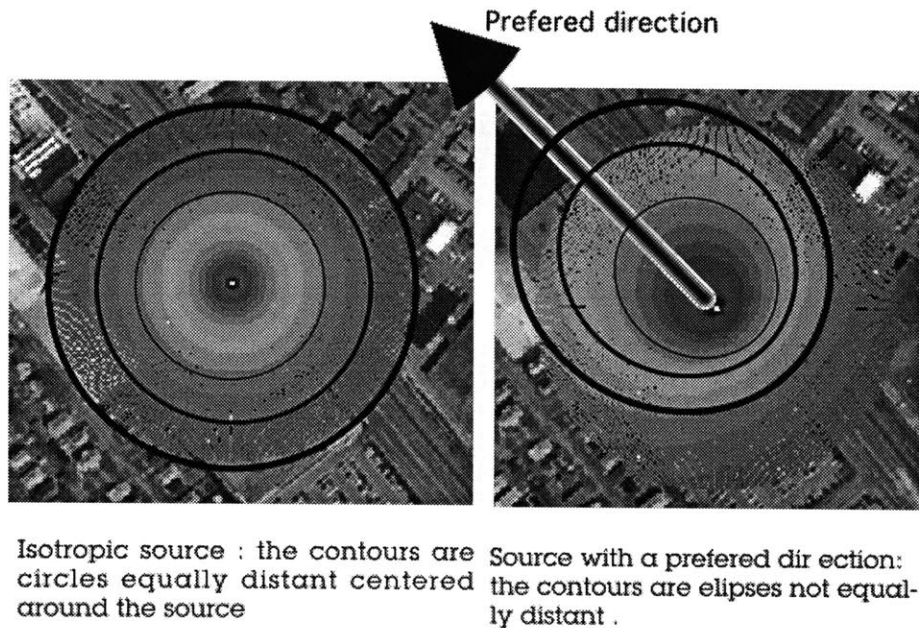 Prefered direction
Isotropic source : the contours are
circles equally distant centered
around the source
Source with a prefered dir ection:
the contours are elipses not equal-
ly distant .